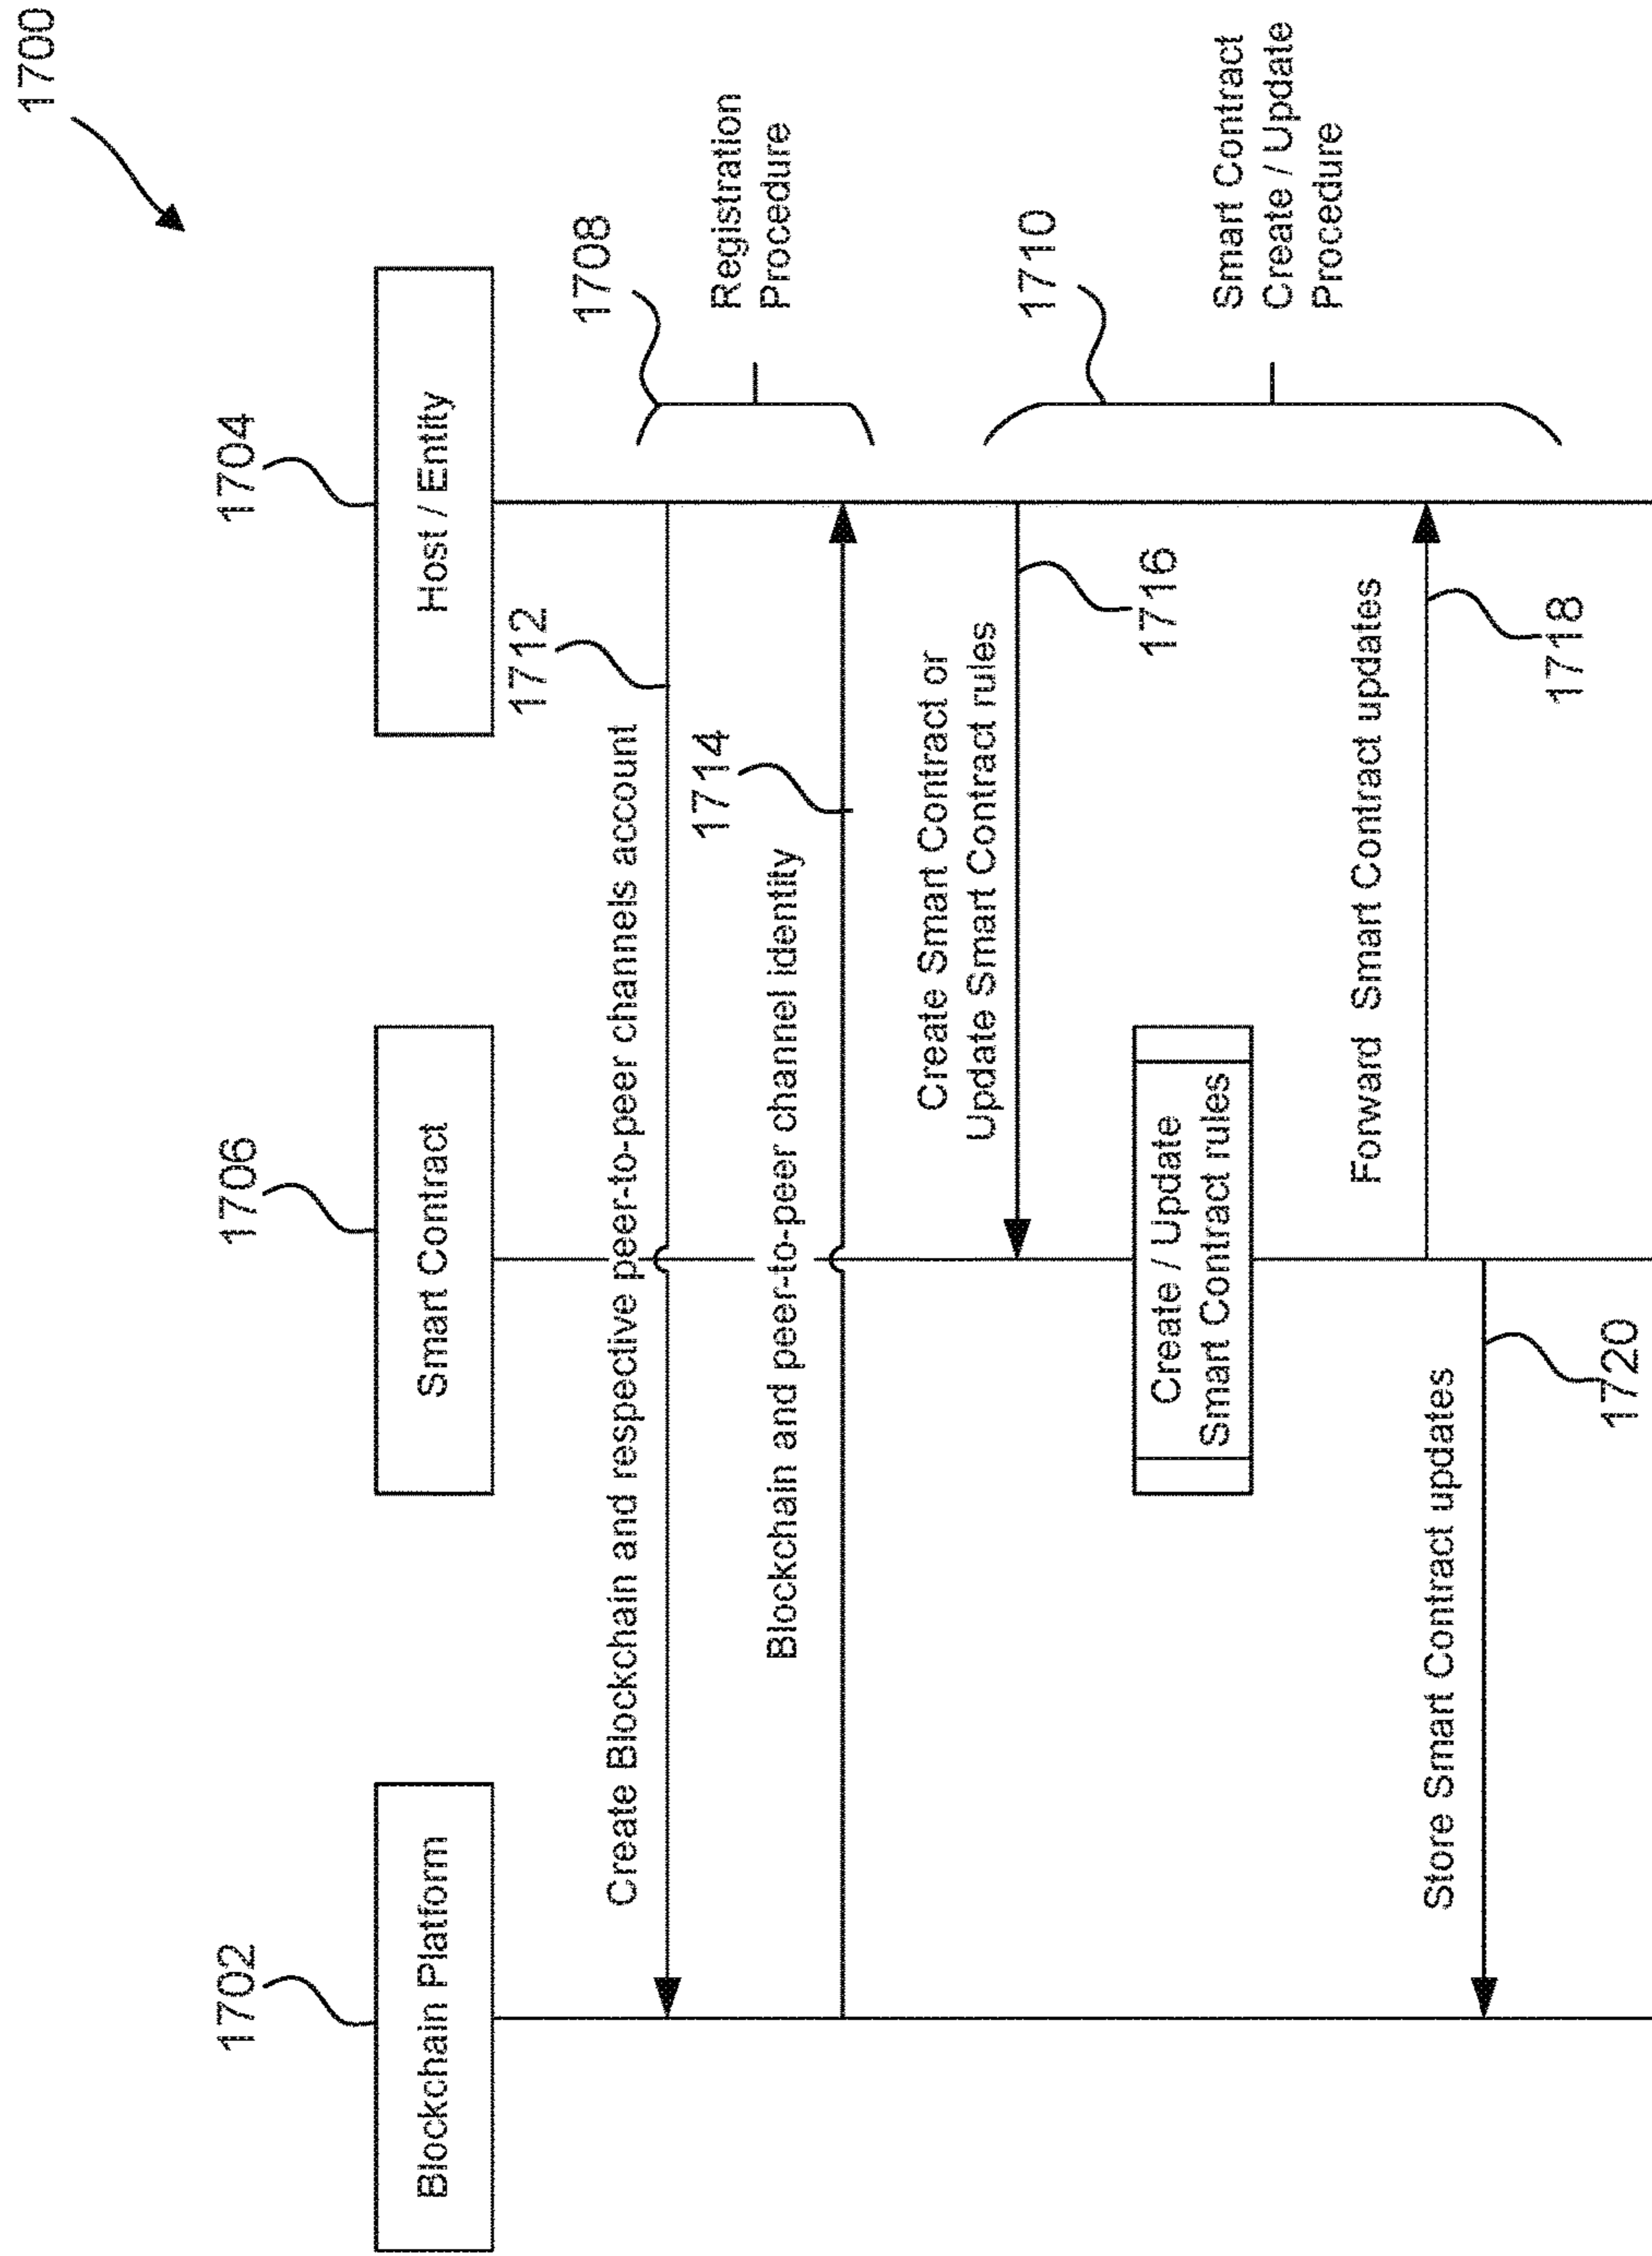 1700
1702
1706
1704
Blockchain Platform
Smart Contract
Host / Entity
1712
Create Blockchain and respective peer-to-peer channels account
1708
Registration
Procedure
1714
Blockchain and peer-to-peer channel identity
Create Smart Contract or
Update Smart Contract rules
1716
1710
Smart Contract
Create / Update
Procedure
Create / Update
Smart Contract rules
Forward Smart Contract updates
1718
Store Smart Contract updates
1720